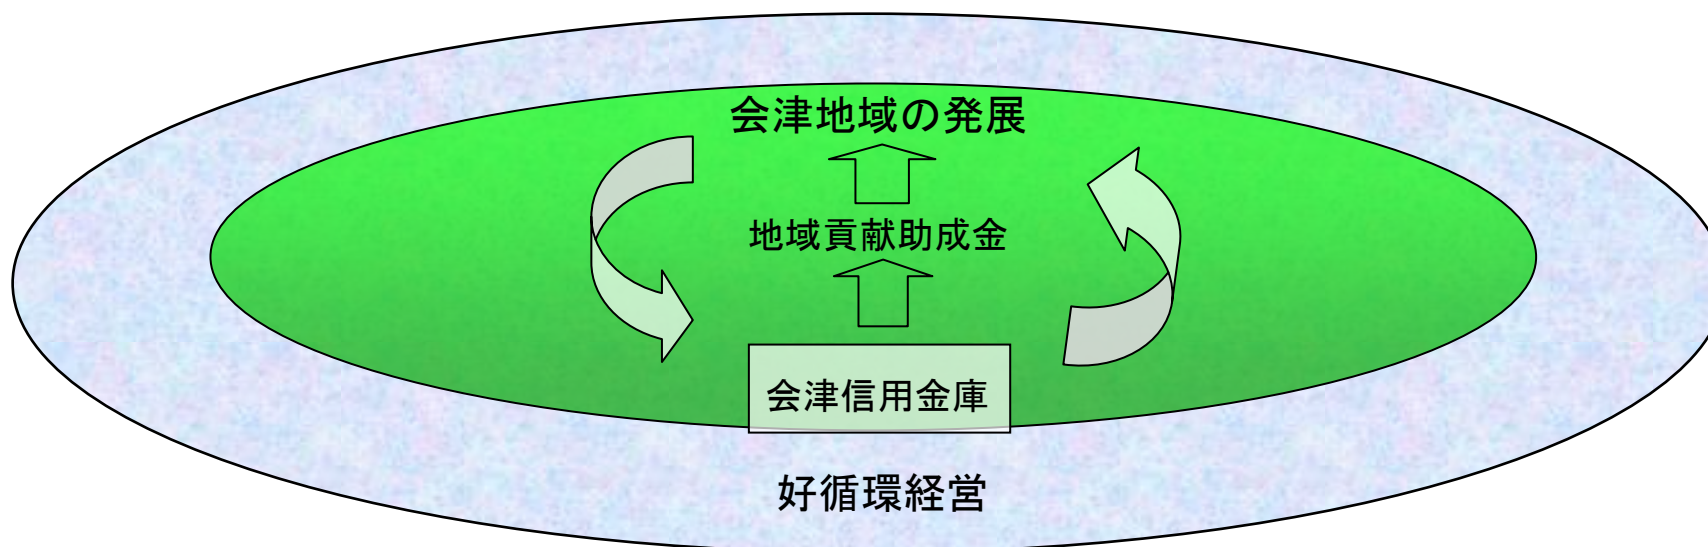 会津地域の発展
地域貢献助成金
会津信用金庫
好循環経営